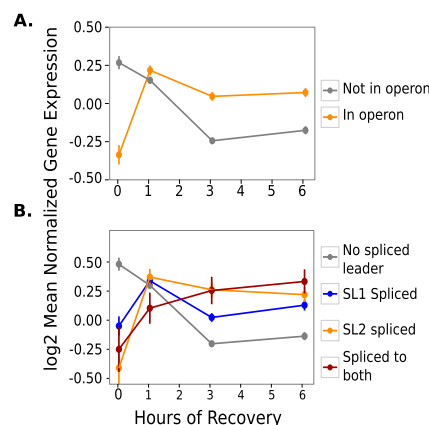 A.
log2 Mean Normalized Gene Expression
0.50
0.25
0.00
-0.25
-0.50
0 1 2 3 4 5 6
Not in operon
In operon
B.
0.50
0.25
0.00
-0.25
-0.50
0 1 2 3 4 5 6
Hours of Recovery
No spliced
leader
SL1 Spliced
SL2 spliced
Spliced to
both